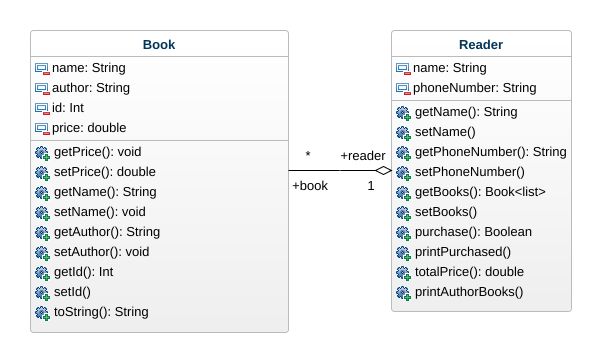 Book
name: String
author: String
id: Int
price: double
getPrice(): void
setPrice(): double
getName(): String
setName(): void
getAuthor(): String
setAuthor(): void
getId(): Int
setId()
toString(): String
* +reader
+book 1
Reader
name: String
phoneNumber: String
getName(): String
setName()
getPhoneNumber(): String
setPhoneNumber()
getBooks(): Book<list>
setBooks()
purchase(): Boolean
printPurchased()
totalPrice(): double
printAuthorBooks()